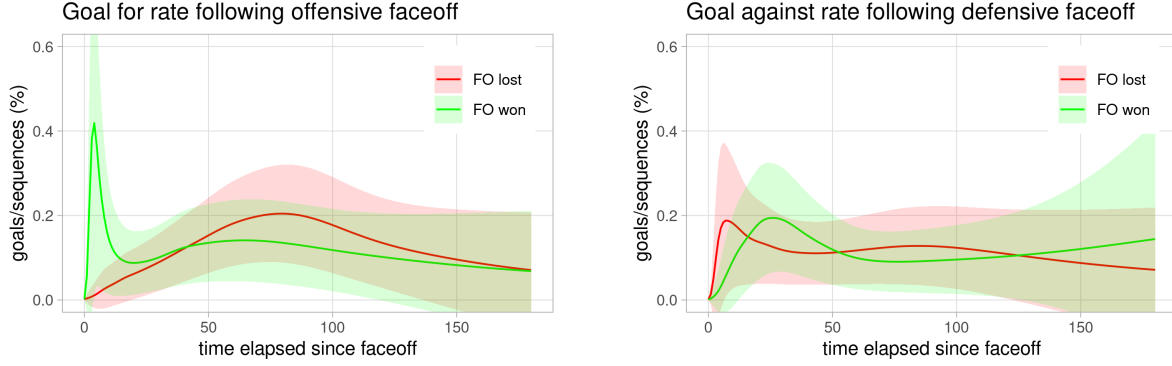 Goal for rate following offensive faceoff
goals/sequences (%)
0.6
0.4
0.2
0.0
FO lost
FO won
0
50
100
150
time elapsed since faceoff
Goal against rate following defensive faceoff
goals/sequences (%)
0.6
0.4
0.2
0.0
FO lost
FO won
0
50
100
150
time elapsed since faceoff